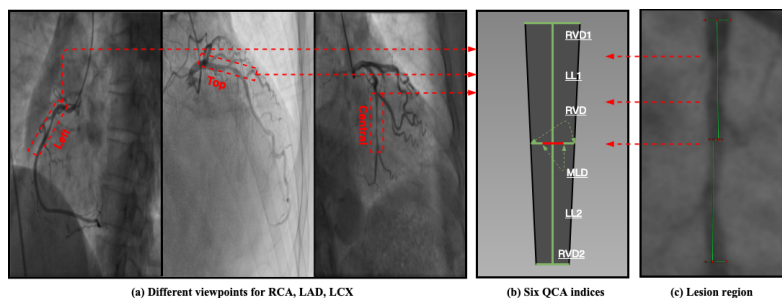 Left
Top
Central
RVD1
LL1
RVD
MLD
LL2
RVD2
(a) Different viewpoints for RCA, LAD, LCX
(b) Six QCA indices
(c) Lesion region